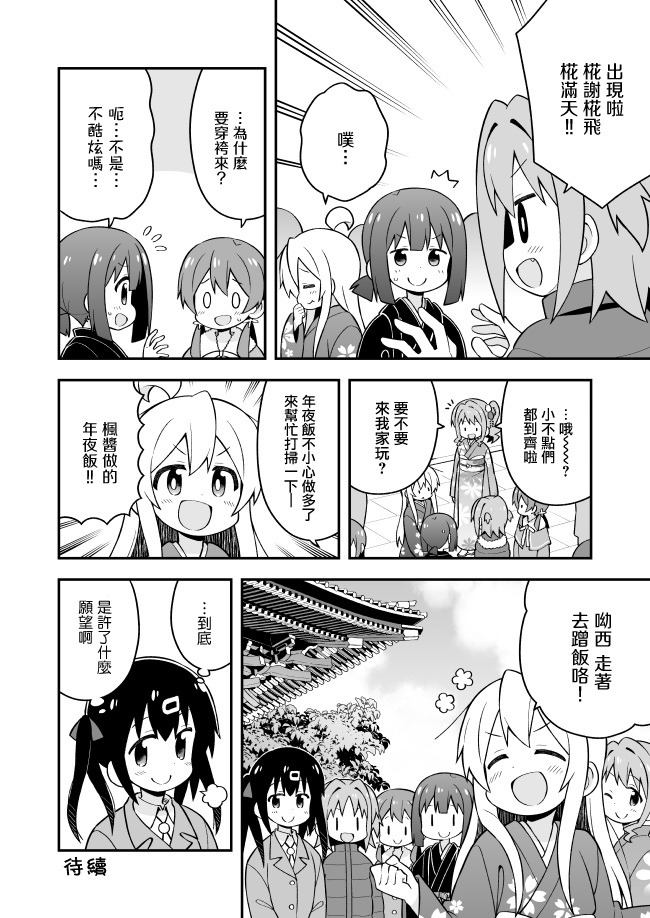 出現啦
椛謝椛飛
椛滿天!!
噗…
…為什麼
要穿袴來?
呃…不是…
不酷炫嗎…
…哦~~~?
小不點們
都到齊啦
要不要
來我家玩?
年夜飯不小心做多了
來幫忙打掃一下──
楓醬做的
年夜飯!!
呦西 走著
去蹭飯咯!
…到底
是許了什麼
願望啊
待續